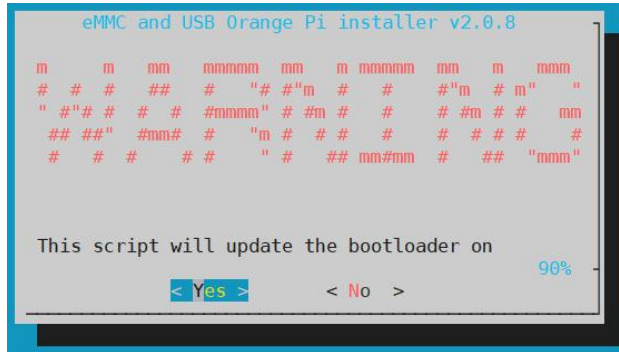 eMMC and USB Orange Pi installer v2.0.8
WARNING
This script will update the bootloader on
90%
< Yes > < No >